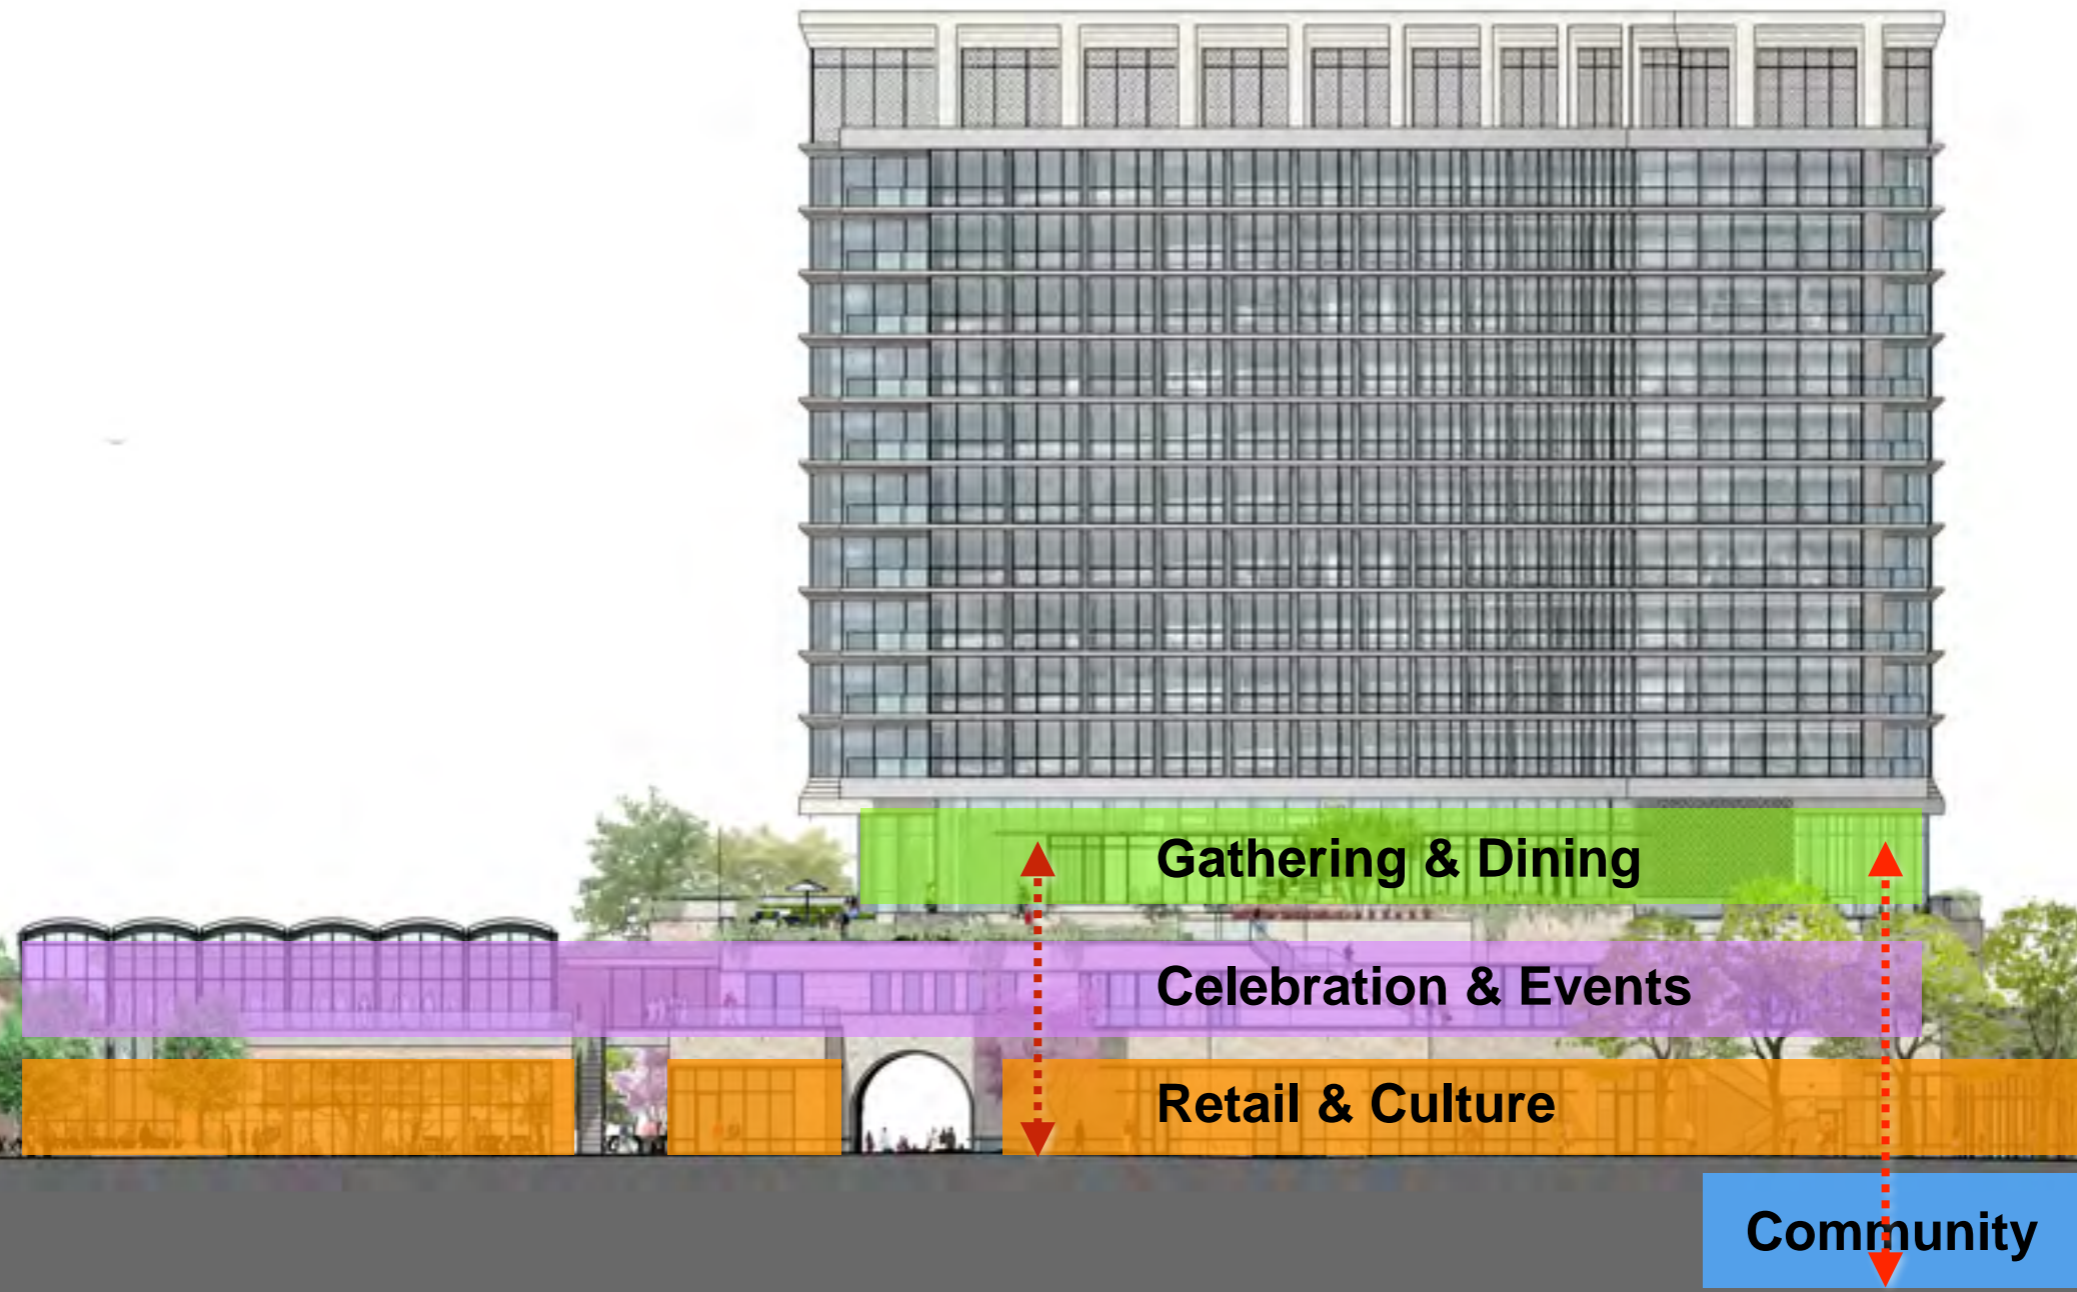 Gathering & Dining
Celebration & Events
Retail & Culture
Community